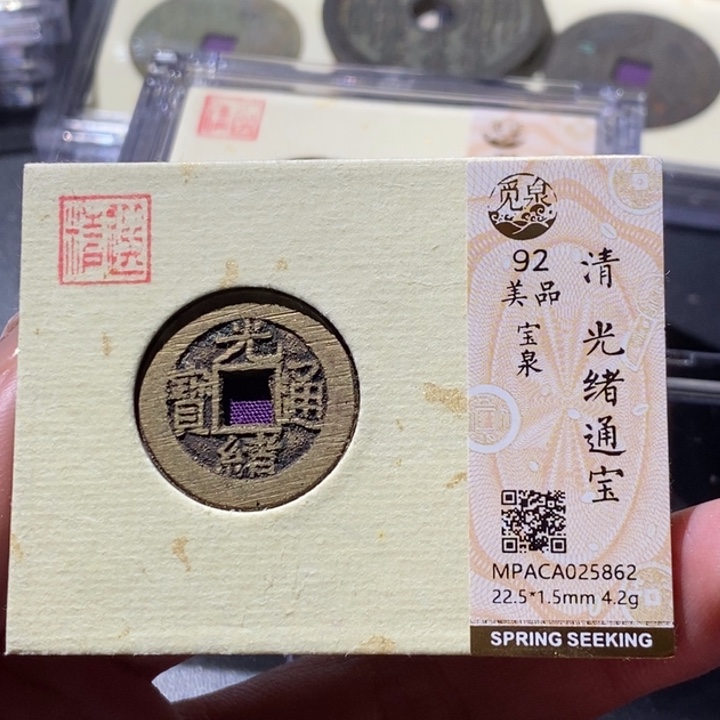 光
緒
通
寶
觅泉
92
美品
宝泉
清 光绪通宝
MPACA025862
22.5*1.5mm 4.2g
SPRING SEEKING